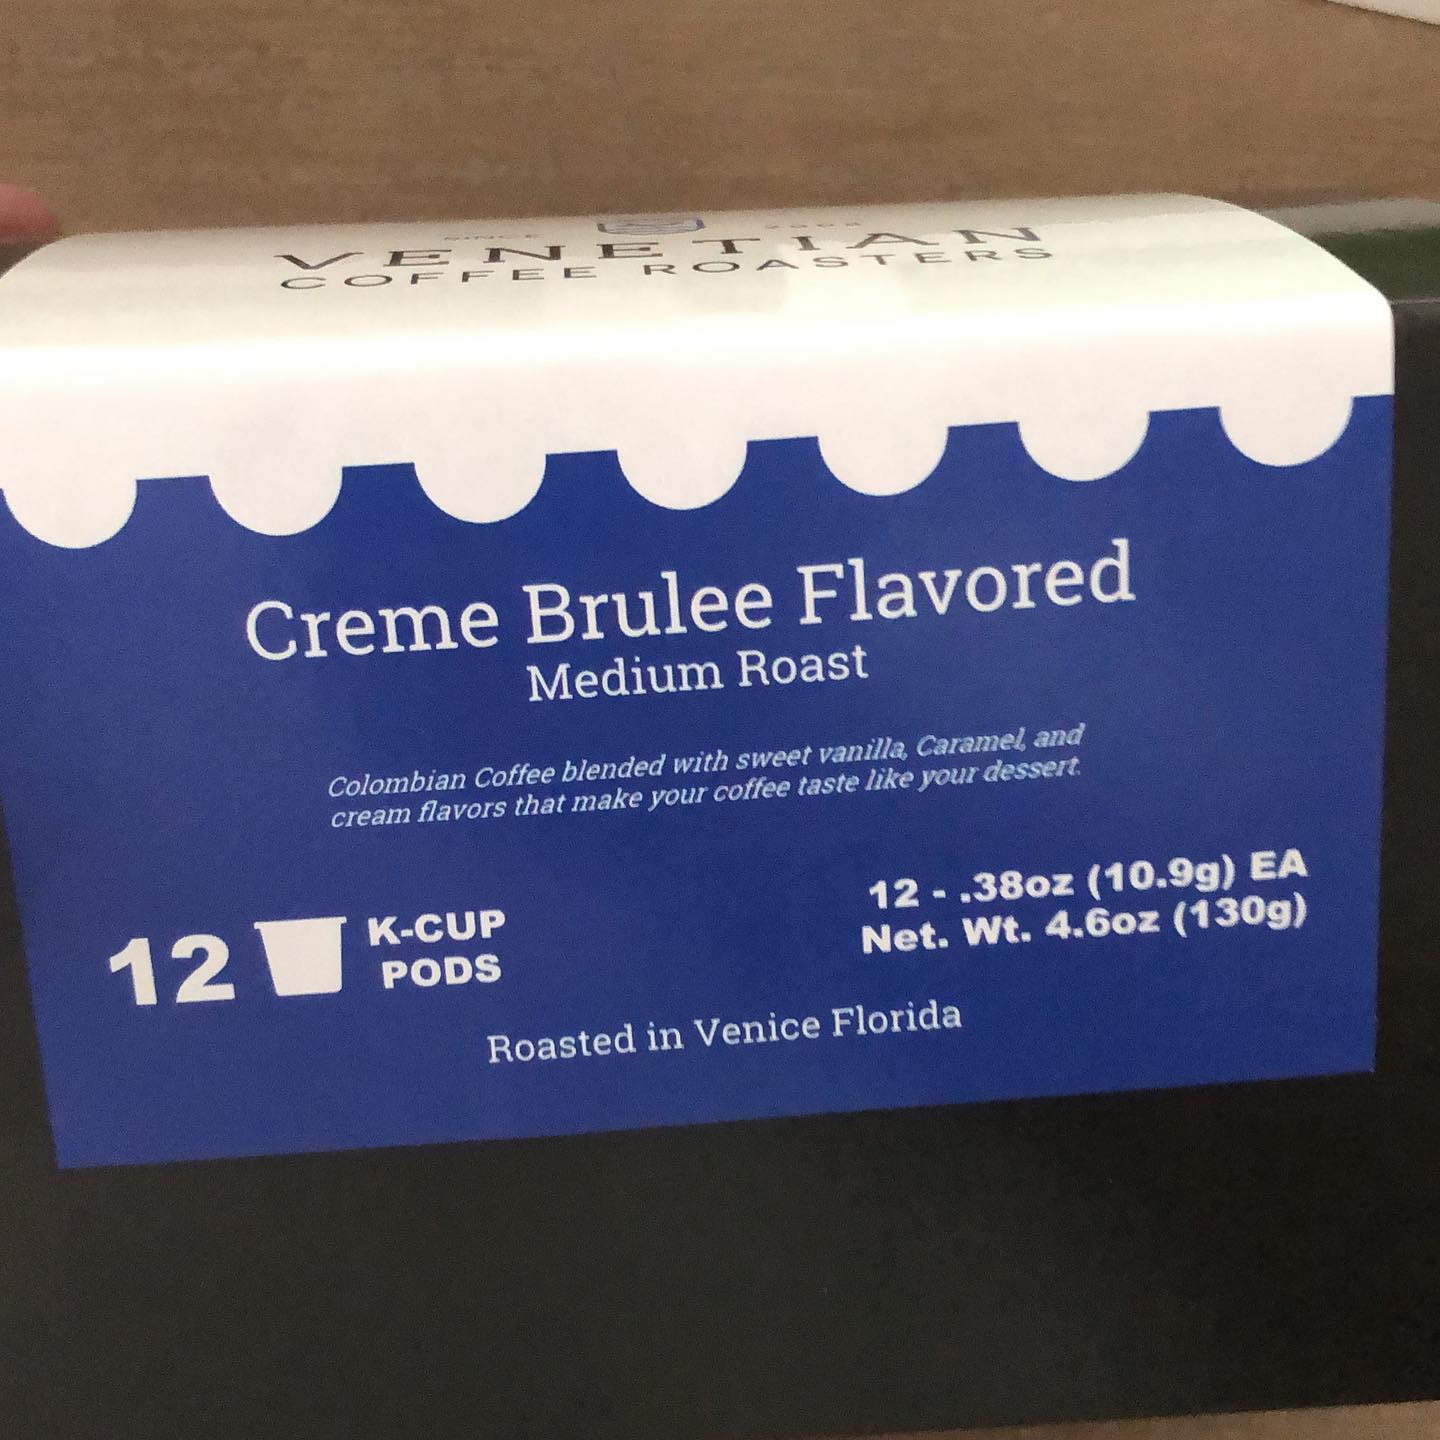 VENETIAN
COFFEE ROASTERS
Creme Brulee Flavored
Medium Roast
Colombian Coffee blended with sweet vanilla, Caramel, and
cream flavors that make your coffee taste like your dessert.
12 K-CUP
PODS
12 - .38oz (10.9g) EA
Net. Wt. 4.6oz (130g)
Roasted in Venice Florida